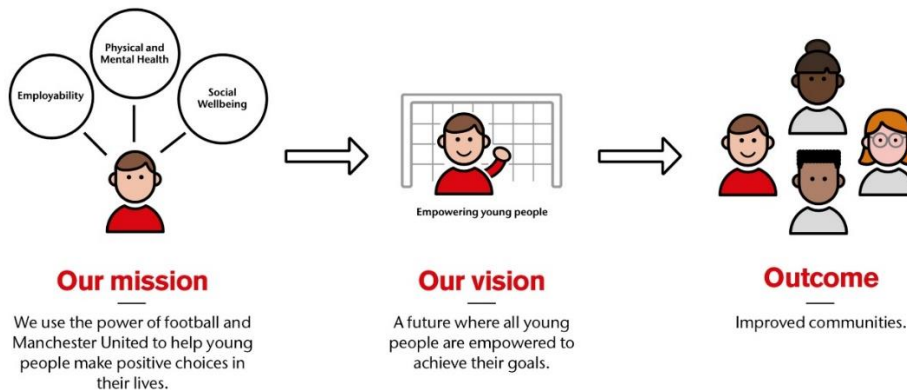 Physical and
Mental Health
Employability
Social
Wellbeing
Empowering young people
Our mission
We use the power of football and
Manchester United to help young
people make positive choices in
their lives.
Our vision
A future where all young
people are empowered to
achieve their goals.
Outcome
Improved communities.